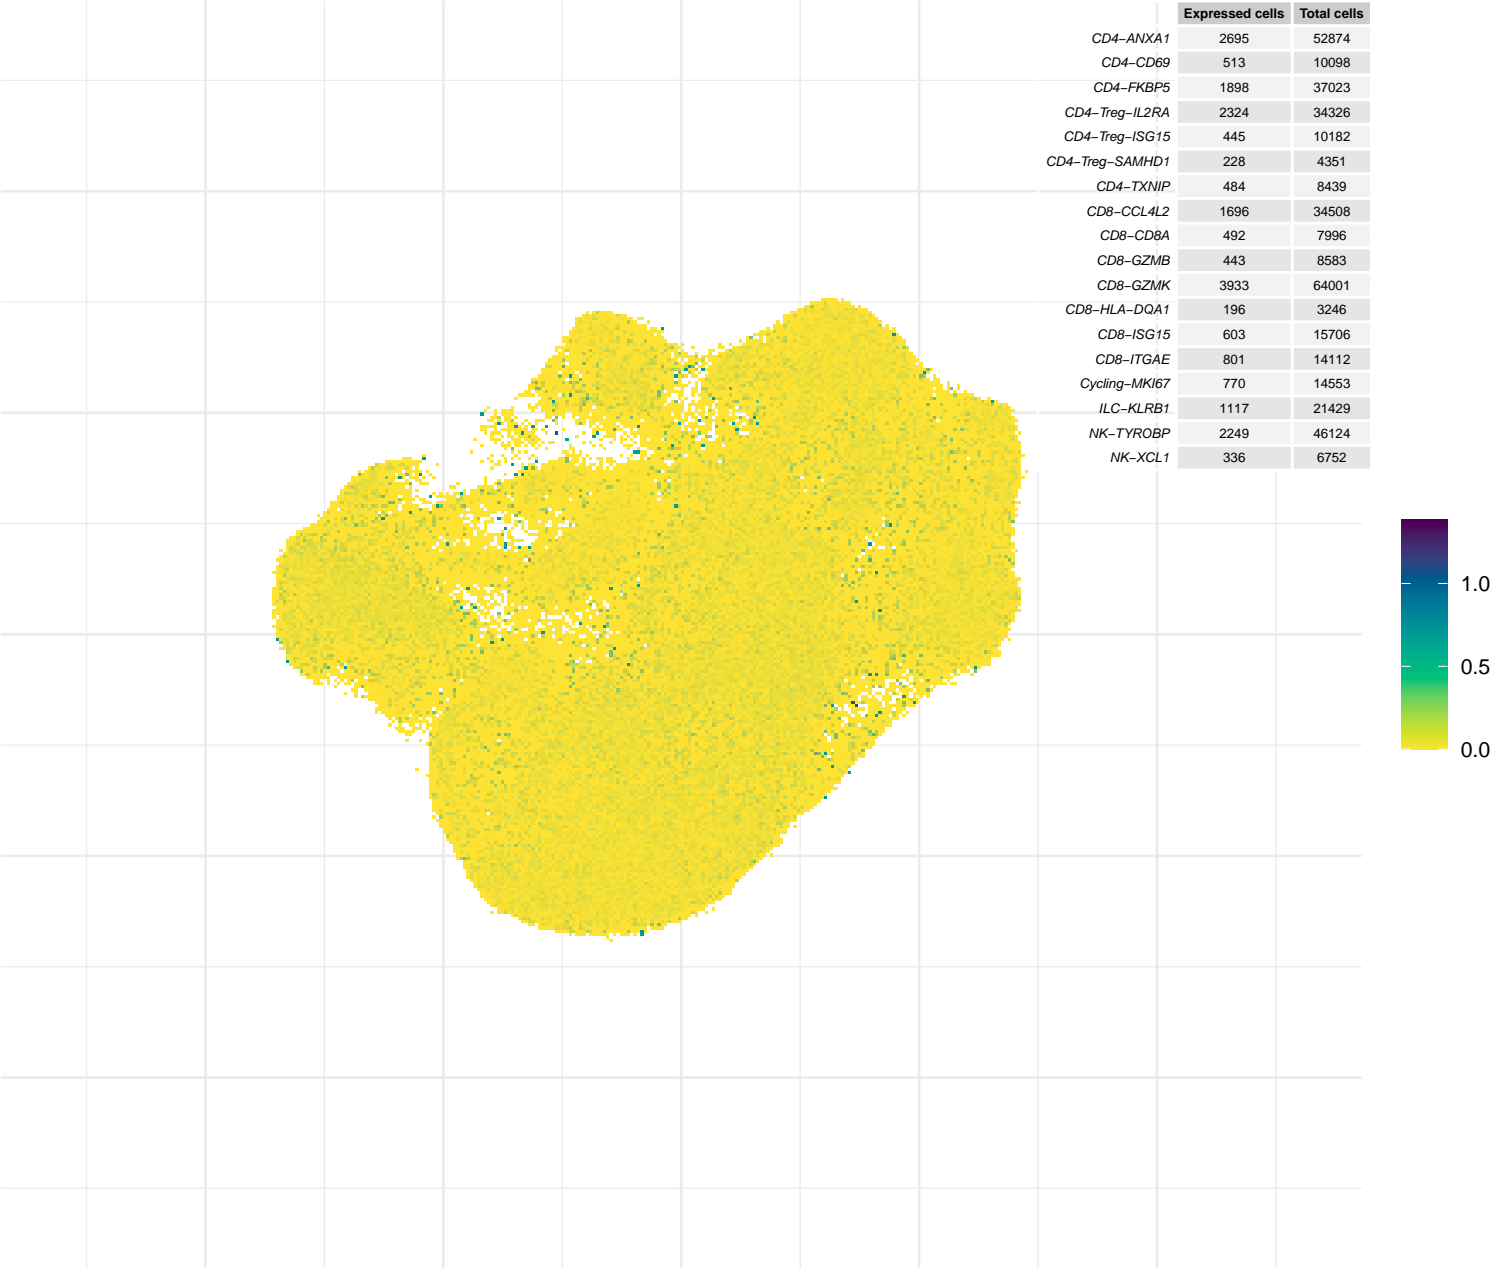 Expressed cells Total cells
CD4−ANXA1 2695 52874
CD4−CD69 513 10098
CD4−FKBP5 1898 37023
CD4−Treg−IL2RA 2324 34326
CD4−Treg−ISG15 445 10182
CD4−Treg−SAMHD1 228 4351
CD4−TXNIP 484 8439
CD8−CCL4L2 1696 34508
CD8−CD8A 492 7996
CD8−GZMB 443 8583
CD8−GZMK 3933 64001
CD8−HLA−DQA1 196 3246
CD8−ISG15 603 15706
CD8−ITGAE 801 14112
Cycling−MKI67 770 14553
ILC−KLRB1 1117 21429
NK−TYROBP 2249 46124
NK−XCL1 336 6752
1.0
0.5
0.0